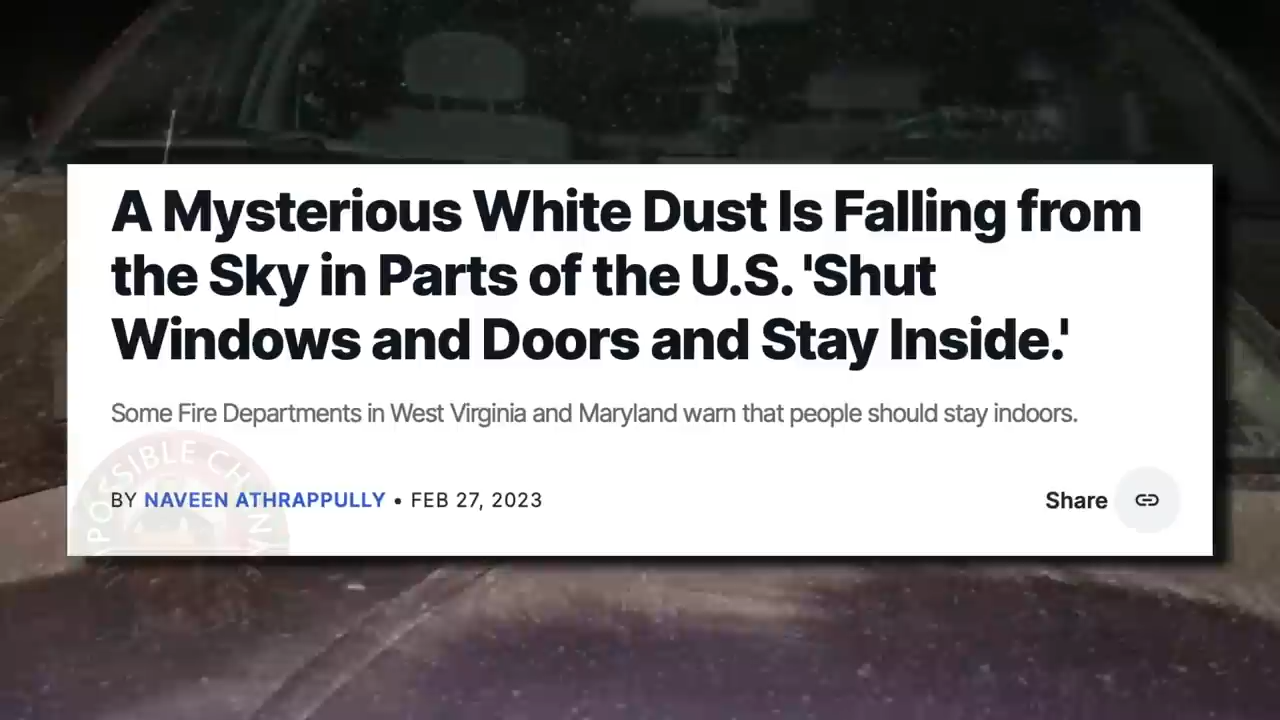 A Mysterious White Dust Is Falling from
the Sky in Parts of the U.S. 'Shut
Windows and Doors and Stay Inside.'
Some Fire Departments in West Virginia and Maryland warn that people should stay indoors.
BY NAVEEN ATHRAPPULLY • FEB 27, 2023
Share